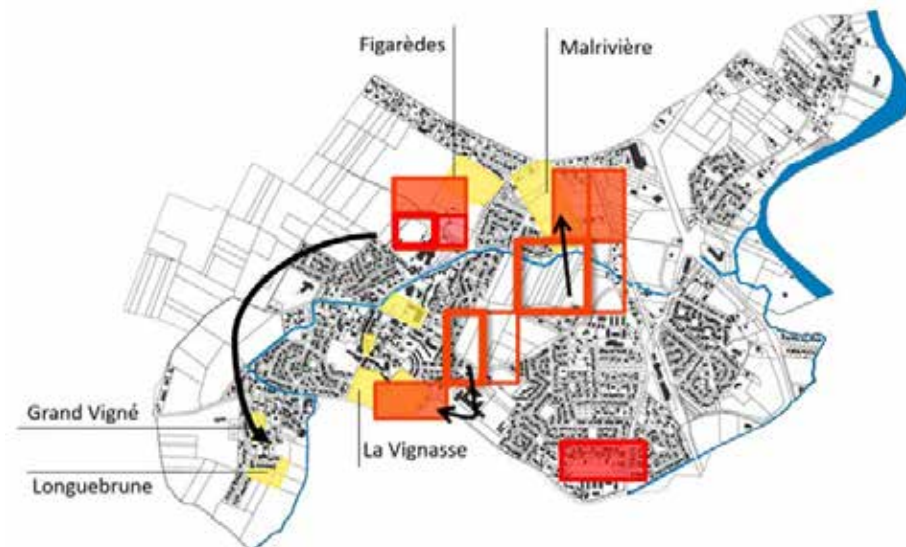 Figarèdes
Malrivière
Grand Vigné
La Vignasse
Longuebrune